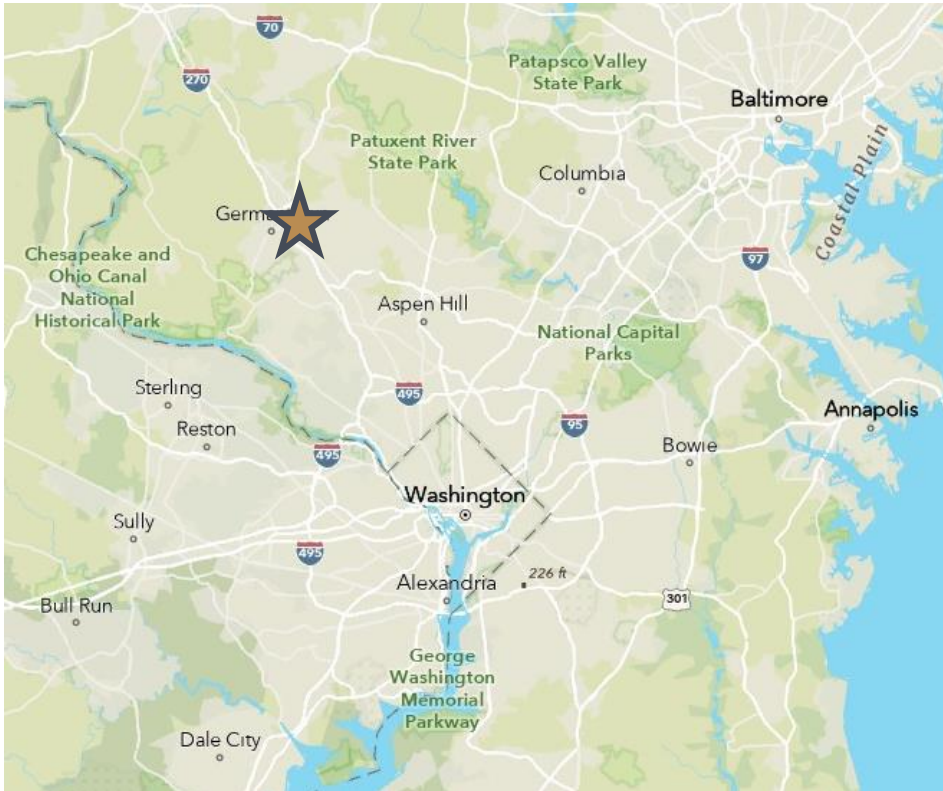 70
270
Patapsco Valley
State Park
Baltimore
Patuxent River
State Park
Columbia
Coastal Plain
Germ
Chesapeake and
Ohio Canal
National
Historical Park
97
Aspen Hill
National Capital
Parks
Sterling
495
Annapolis
Reston
95
495
Bowie
Washington
Sully
495
226 ft
Alexandria
301
Bull Run
George
Washington
Memorial
Parkway
Dale City